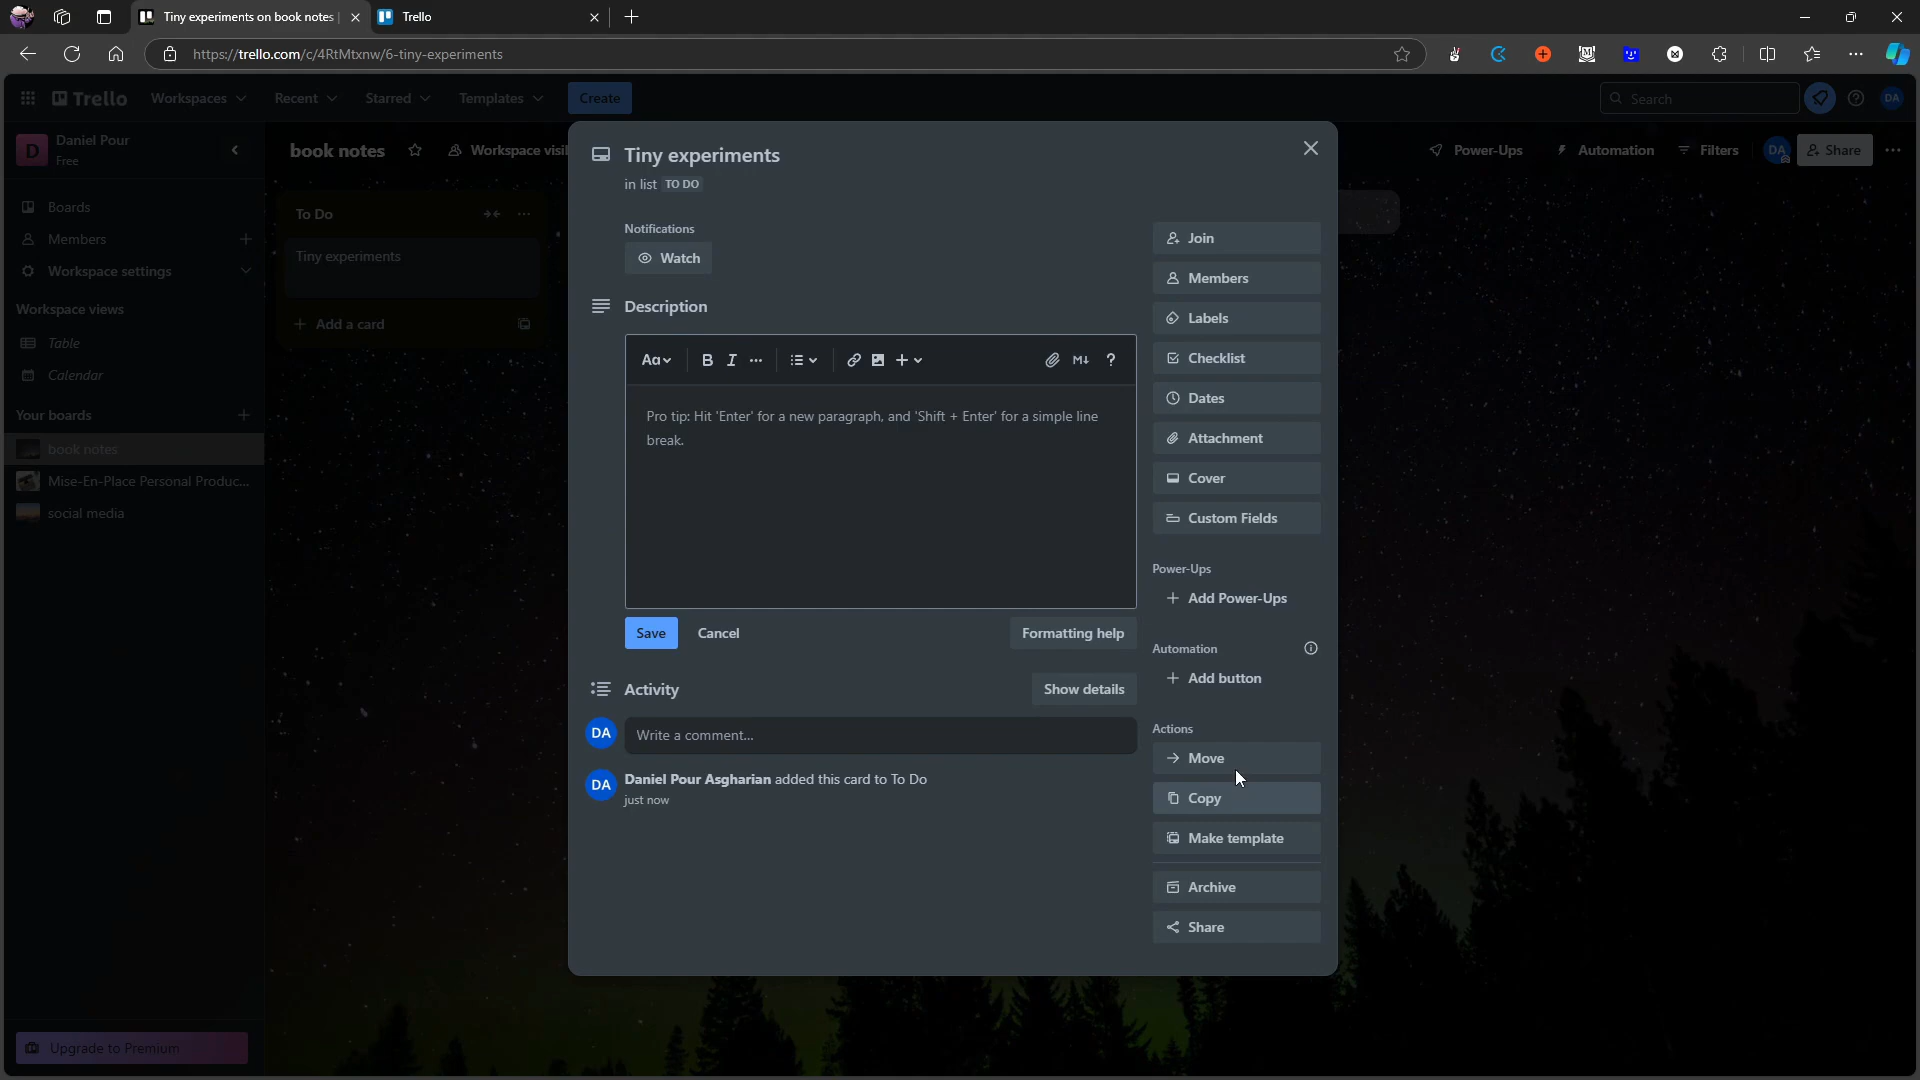 Tiny experiments on book notes |
Trello
https://trello.com/c/4RtMtxnw/6-tiny-experiments
Trello
Workspaces
Recent
Starred
Templates
Create
Search
DA
D
Daniel Pour
Free
book notes
Workspace visi
Power-Ups
Automation
Filters
DA
Share
Boards
Members
Workspace settings
Workspace views
Table
Calendar
Your boards
book notes
Mise-En-Place Personal Produc...
social media
Upgrade to Premium
To Do
Tiny experiments
+ Add a card
Tiny experiments
in list TO DO
Notifications
Watch
Description
Aa
B I
M↓ ?
Pro tip: Hit 'Enter' for a new paragraph, and 'Shift + Enter' for a simple line
break.
Save
Cancel
Formatting help
Activity
Show details
DA
Write a comment...
DA
Daniel Pour Asgharian added this card to To Do
just now
Join
Members
Labels
Checklist
Dates
Attachment
Cover
Custom Fields
Power-Ups
+ Add Power-Ups
Automation
+ Add button
Actions
→ Move
Copy
Make template
Archive
Share